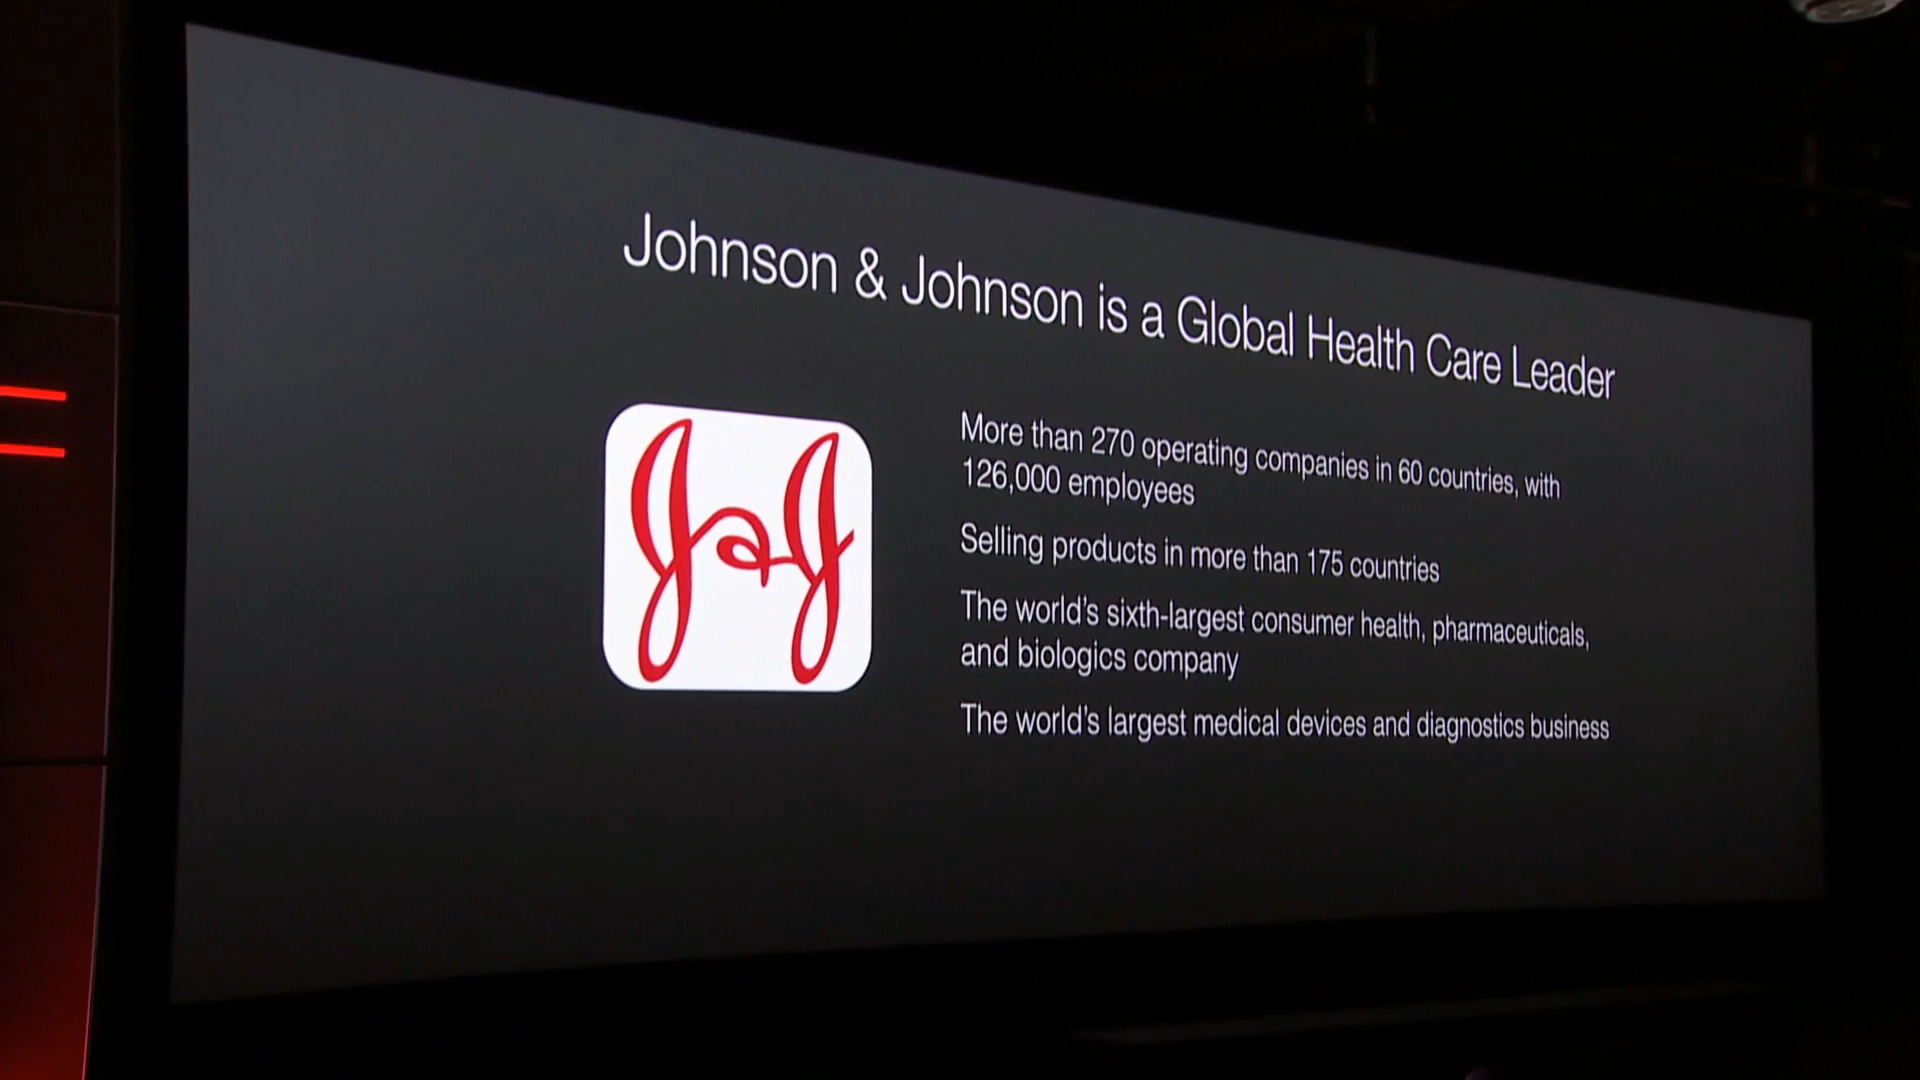 Johnson & Johnson is a Global Health Care Leader
J&J
More than 270 operating companies in 60 countries, with
126,000 employees
Selling products in more than 175 countries
The world's sixth-largest consumer health, pharmaceuticals,
and biologics company
The world's largest medical devices and diagnostics business